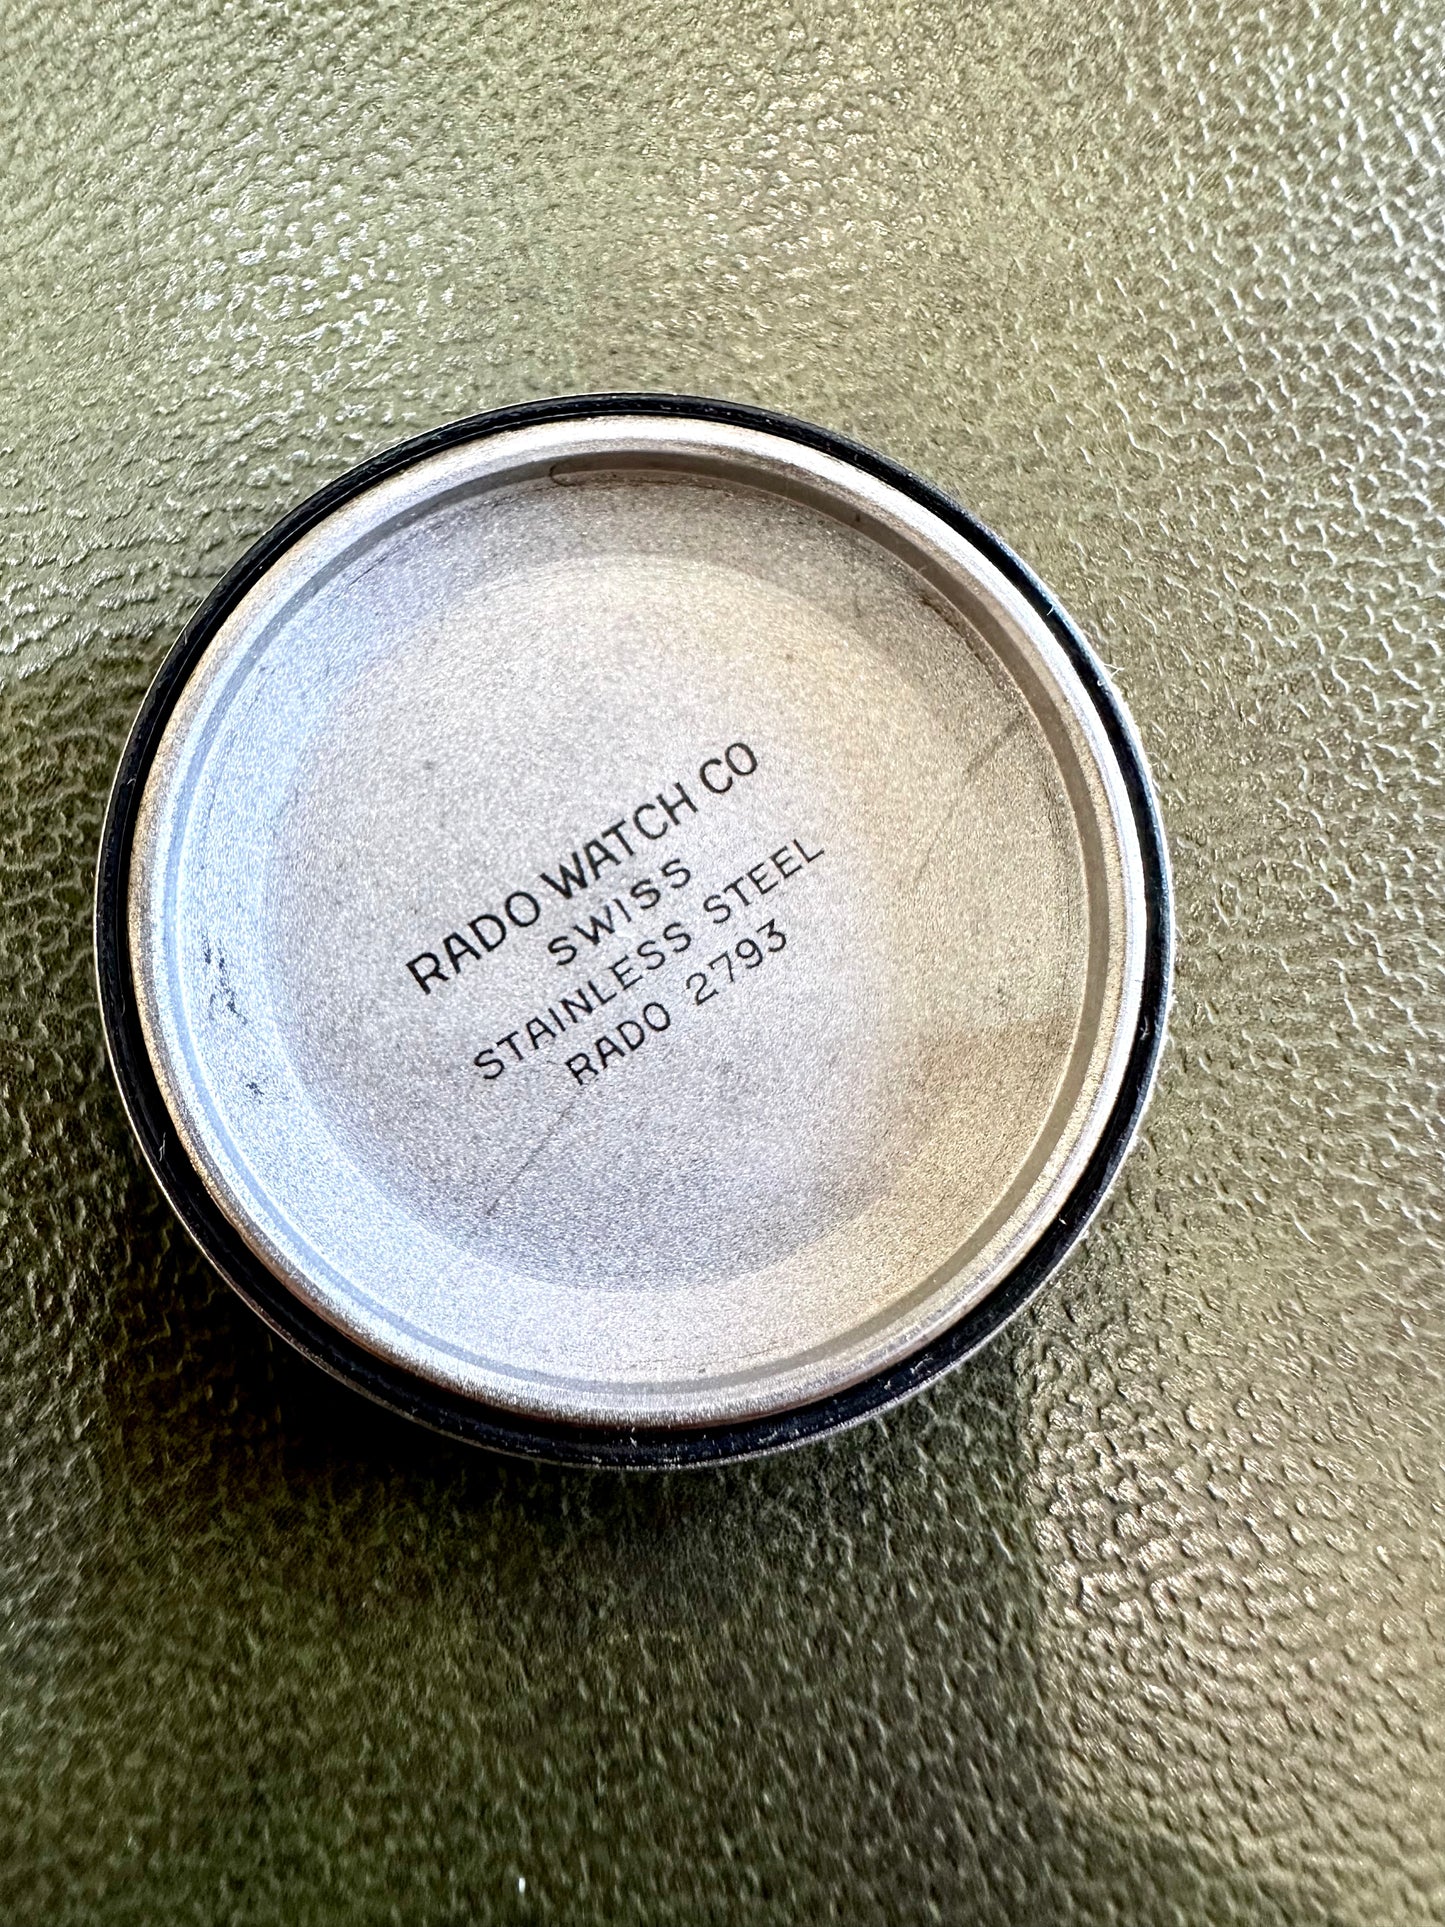 RADO WATCH CO
SWISS
STAINLESS STEEL
RADO 2793